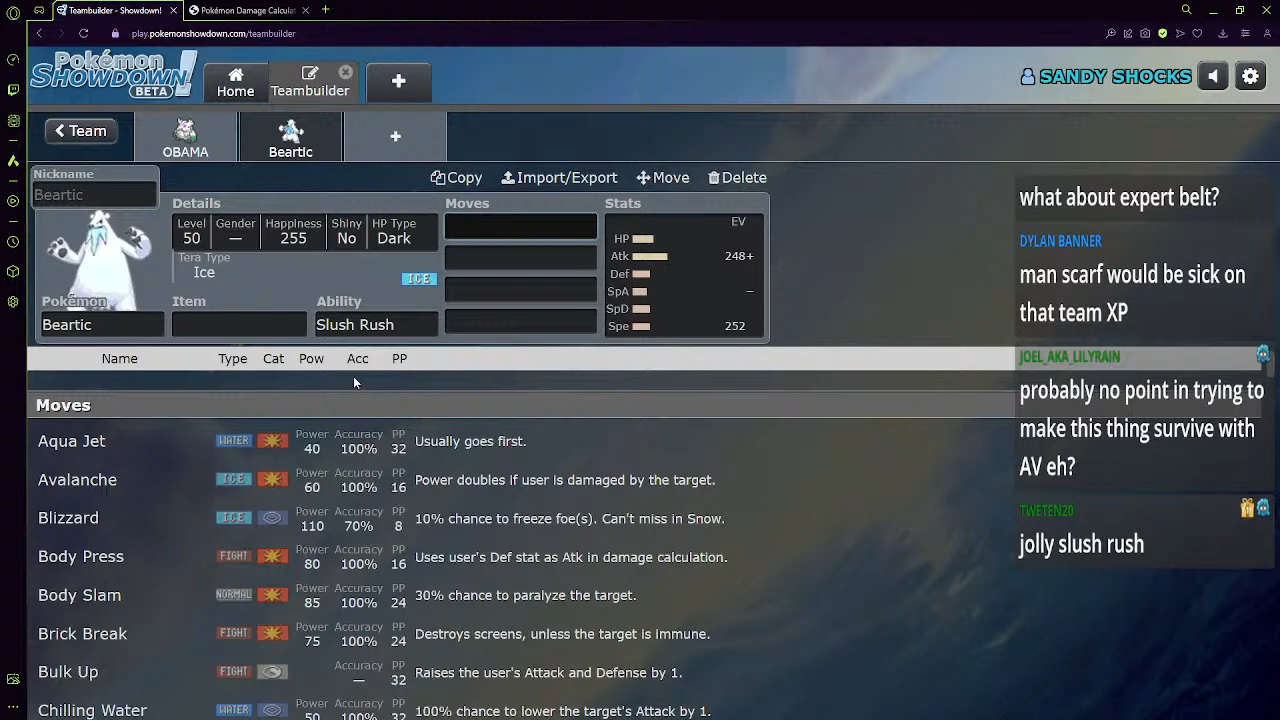 Teambuilder - Showdown!
Pokémon Damage Calculat
play.pokemonshowdown.com/teambuilder
Pokémon
SHOWDOWN!
BETA
Home
Teambuilder
SANDY SHOCKS
Team
OBAMA
Beartic
Nickname
Beartic
Copy
Import/Export
Move
Delete
Details
Moves
Stats
Level
50
Gender
—
Happiness
255
Shiny
No
HP Type
Dark
Tera Type
Ice
ICE
EV
HP
Atk 248+
Def
SpA –
SpD
Spe 252
Pokémon
Beartic
Item
Ability
Slush Rush
Name Type Cat Pow Acc PP
Moves
Aqua Jet WATER Power 40 Accuracy 100% PP 32 Usually goes first.
Avalanche ICE Power 60 Accuracy 100% PP 16 Power doubles if user is damaged by the target.
Blizzard ICE Power 110 Accuracy 70% PP 8 10% chance to freeze foe(s). Can't miss in Snow.
Body Press FIGHT Power 80 Accuracy 100% PP 16 Uses user's Def stat as Atk in damage calculation.
Body Slam NORMAL Power 85 Accuracy 100% PP 24 30% chance to paralyze the target.
Brick Break FIGHT Power 75 Accuracy 100% PP 24 Destroys screens, unless the target is immune.
Bulk Up FIGHT Accuracy — PP 32 Raises the user's Attack and Defense by 1.
Chilling Water WATER Power 50 Accuracy 100% PP 32 100% chance to lower the target's Attack by 1.
what about expert belt?
DYLAN BANNER
man scarf would be sick on
that team XP
JOEL_AKA_LILYRAIN
probably no point in trying to
make this thing survive with
AV eh?
TWETEN20
jolly slush rush